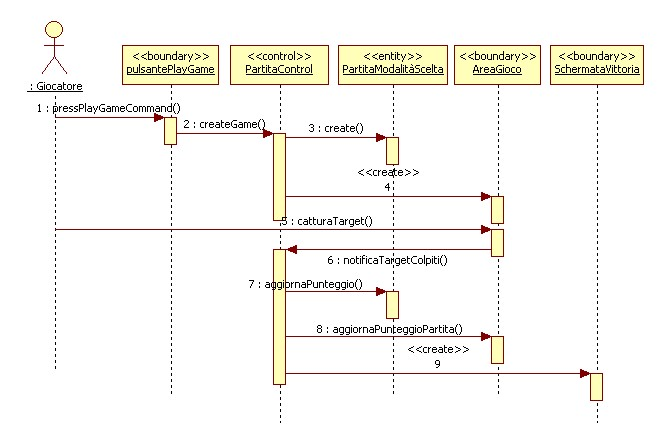 <<boundary>>
pulsantePlayGame
<<control>>
PartitaControl
<<entity>>
PartitaModalitàScelta
<<boundary>>
AreaGioco
<<boundary>>
SchermataVittoria
: Giocatore
1 : pressPlayGameCommand()
2 : createGame()
3 : create()
<<create>>
4
5 : catturaTarget()
6 : notificaTargetColpiti()
7 : aggiornaPunteggio()
8 : aggiornaPunteggioPartita()
<<create>>
9